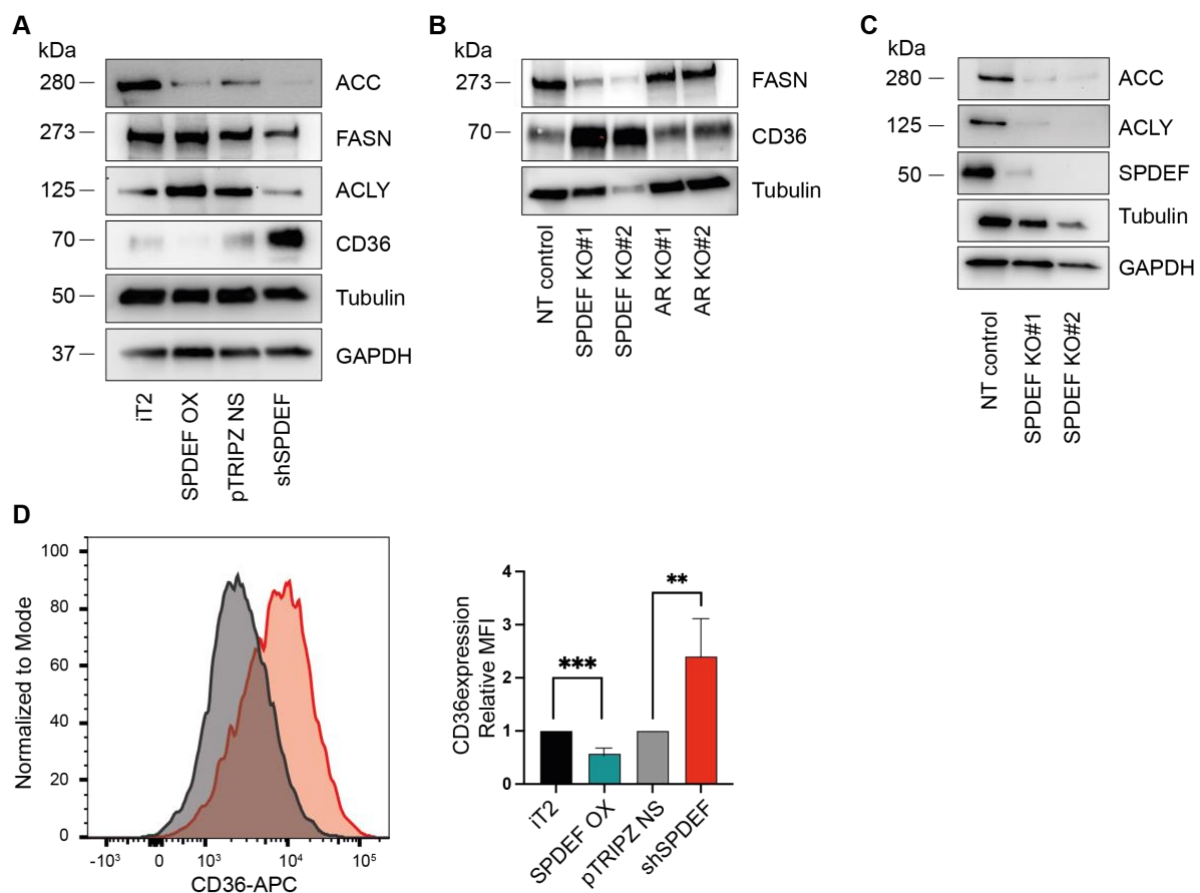 A
kDa
280
ACC
273
FASN
125
ACLY
70
CD36
50
Tubulin
37
GAPDH
iT2
SPDEF OX
pTRIPZ NS
shSPDEF
B
kDa
273
FASN
70
CD36
Tubulin
NT control
SPDEF KO#1
SPDEF KO#2
AR KO#1
AR KO#2
C
kDa
280
ACC
125
ACLY
50
SPDEF
Tubulin
GAPDH
NT control
SPDEF KO#1
SPDEF KO#2
D
Normalized to Mode
100
80
60
40
20
0
-10³ 0 10³ 10⁴ 10⁵
CD36-APC
CD36expression
Relative MFI
4
3
2
1
0
***
**
iT2
SPDEF OX
pTRIPZ NS
shSPDEF